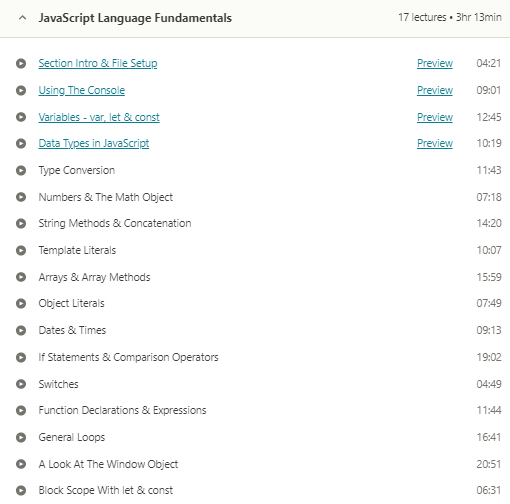 JavaScript Language Fundamentals 17 lectures • 3hr 13min
Section Intro & File Setup Preview 04:21
Using The Console Preview 09:01
Variables - var, let & const Preview 12:45
Data Types in JavaScript Preview 10:19
Type Conversion 11:43
Numbers & The Math Object 07:18
String Methods & Concatenation 14:20
Template Literals 10:07
Arrays & Array Methods 15:59
Object Literals 07:49
Dates & Times 09:13
If Statements & Comparison Operators 19:02
Switches 04:49
Function Declarations & Expressions 11:44
General Loops 16:41
A Look At The Window Object 20:51
Block Scope With let & const 06:31